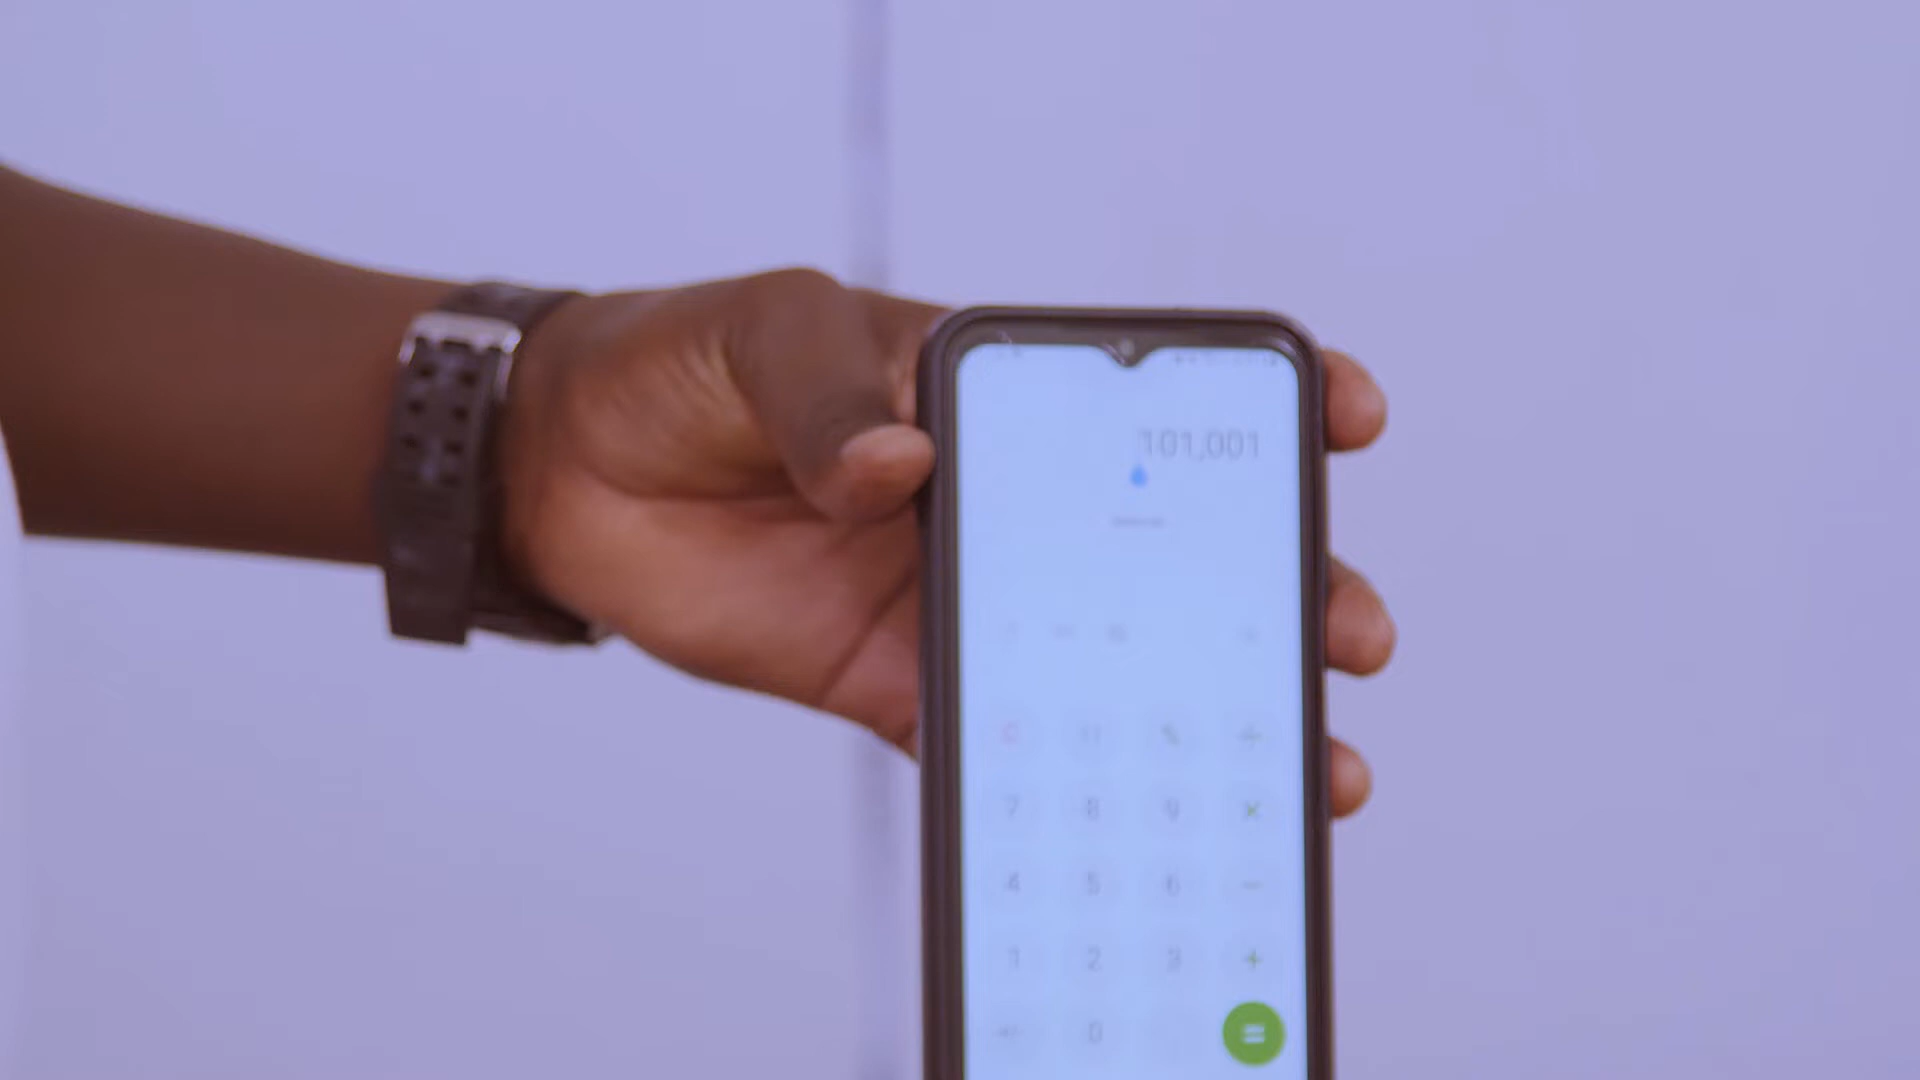 101,001
C ÷
7 8 9 ×
4 5 6 −
1 2 3 +
0 =